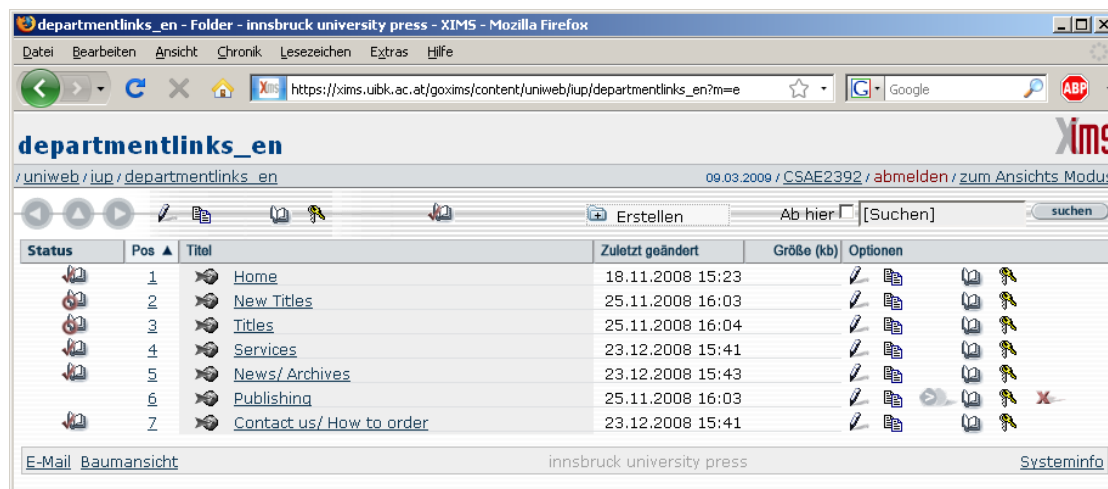 departmentlinks_en - Folder - innsbruck university press - XIMS - Mozilla Firefox
Datei Bearbeiten Ansicht Chronik Lesezeichen Extras Hilfe
Xims https://xims.uibk.ac.at/goxims/content/uniweb/iup/departmentlinks_en?m=e G Google ABP
departmentlinks_en Xims
/ uniweb / iup / departmentlinks_en 09.03.2009 / CSAE2392 / abmelden / zum Ansichts Modus
Erstellen Ab hier [Suchen] suchen
Status Pos Titel Zuletzt geändert Größe (kb) Optionen
1 Home 18.11.2008 15:23
2 New Titles 25.11.2008 16:03
3 Titles 25.11.2008 16:04
4 Services 23.12.2008 15:41
5 News/ Archives 23.12.2008 15:43
6 Publishing 25.11.2008 16:03
7 Contact us/ How to order 23.12.2008 15:41
E-Mail Baumansicht innsbruck university press Systeminfo